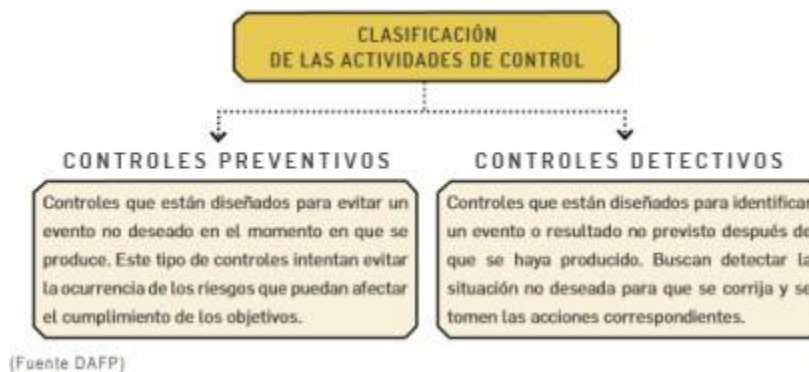 CLASIFICACIÓN
DE LAS ACTIVIDADES DE CONTROL
CONTROLES PREVENTIVOS
Controles que están diseñados para evitar un
evento no deseado en el momento en que se
produce. Este tipo de controles intentan evitar
la ocurrencia de los riesgos que puedan afectar
el cumplimiento de los objetivos.
CONTROLES DETECTIVOS
Controles que están diseñados para identificar
un evento o resultado no previsto después de
que se haya producido. Buscan detectar la
situación no deseada para que se corrija y se
tomen las acciones correspondientes.
(Fuente DAFP)